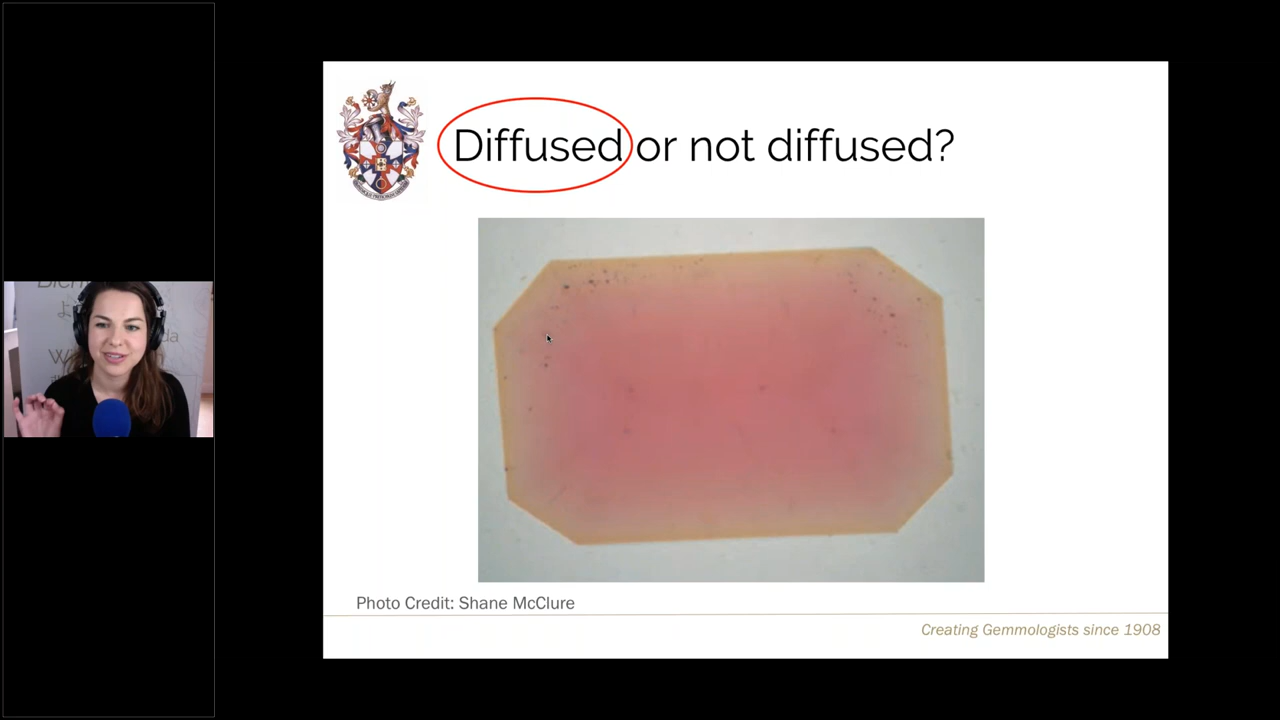 Diffused or not diffused?
Photo Credit: Shane McClure
Creating Gemmologists since 1908